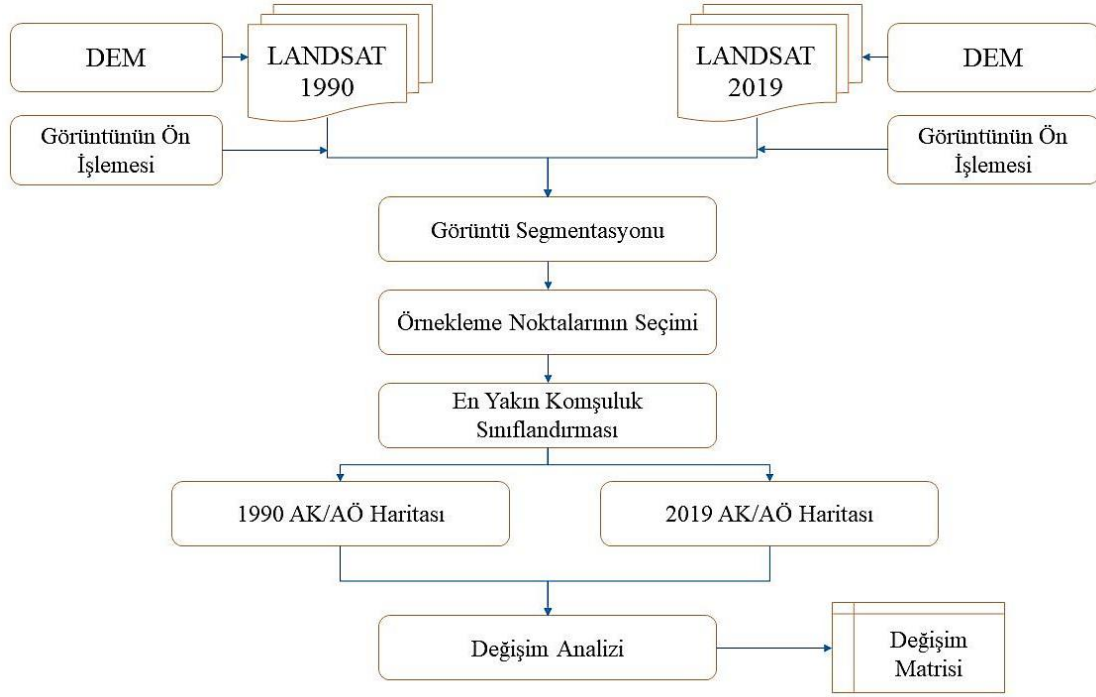 DEM
LANDSAT
1990
LANDSAT
2019
DEM
Görüntünün Ön
İşlemesi
Görüntünün Ön
İşlemesi
Görüntü Segmentasyonu
Örnekleme Noktalarının Seçimi
En Yakın Komşuluk
Sınıflandırması
1990 AK/AÖ Haritası
2019 AK/AÖ Haritası
Değişim Analizi
Değişim
Matrisi